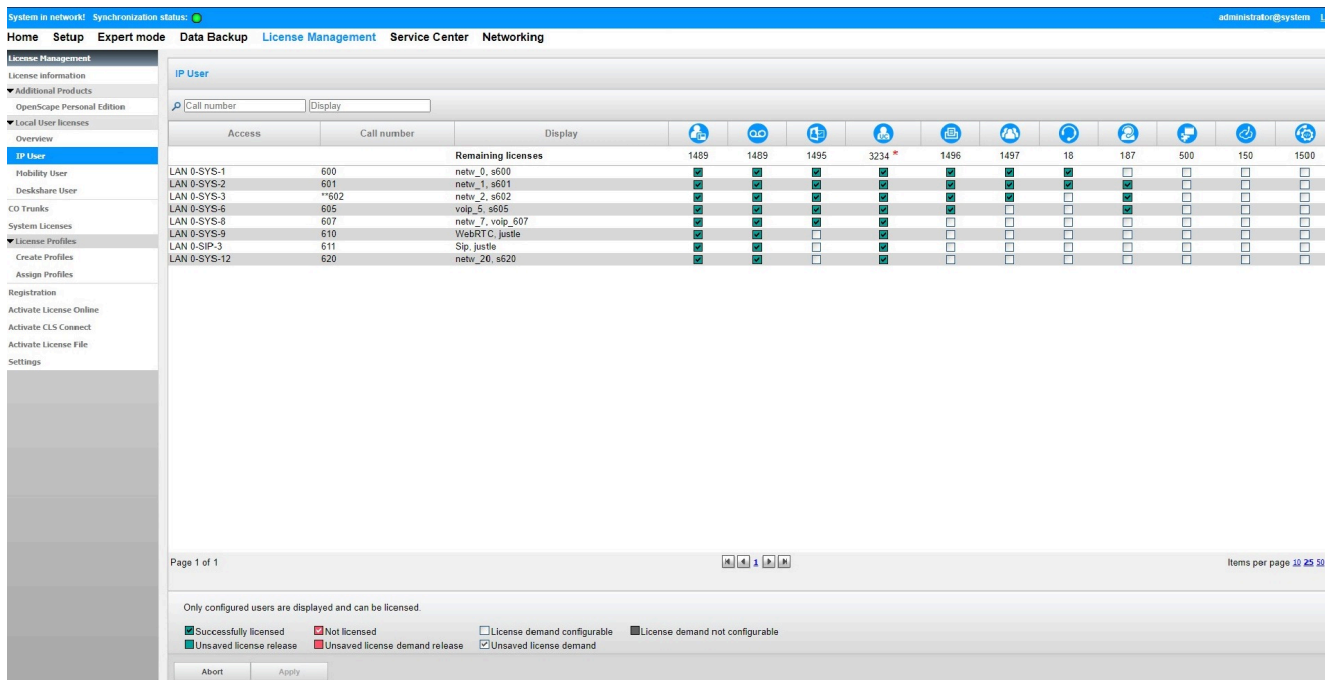 System in network! Synchronization status:
administrator@system
Home Setup Expert mode Data Backup License Management Service Center Networking
License Management
License information
Additional Products
OpenScape Personal Edition
Local User licenses
Overview
IP User
Mobility User
Deskshare User
CO Trunks
System Licenses
License Profiles
Create Profiles
Assign Profiles
Registration
Activate License Online
Activate CLS Connect
Activate License File
Settings
IP User
Call number Display
Access Call number Display
Remaining licenses 1489 1489 1495 3234 * 1496 1497 18 187 500 150 1500
LAN 0-SYS-1 600 netw_0, s600
LAN 0-SYS-2 601 netw_1, s601
LAN 0-SYS-3 **602 netw_2, s602
LAN 0-SYS-6 605 voip_5, s605
LAN 0-SYS-8 607 netw_7, voip_607
LAN 0-SYS-9 610 WebRTC, justle
LAN 0-SIP-3 611 Sip, justle
LAN 0-SYS-12 620 netw_20, s620
Page 1 of 1 1 Items per page 10 25 50
Only configured users are displayed and can be licensed.
Successfully licensed Not licensed License demand configurable License demand not configurable
Unsaved license release Unsaved license demand release Unsaved license demand
Abort Apply